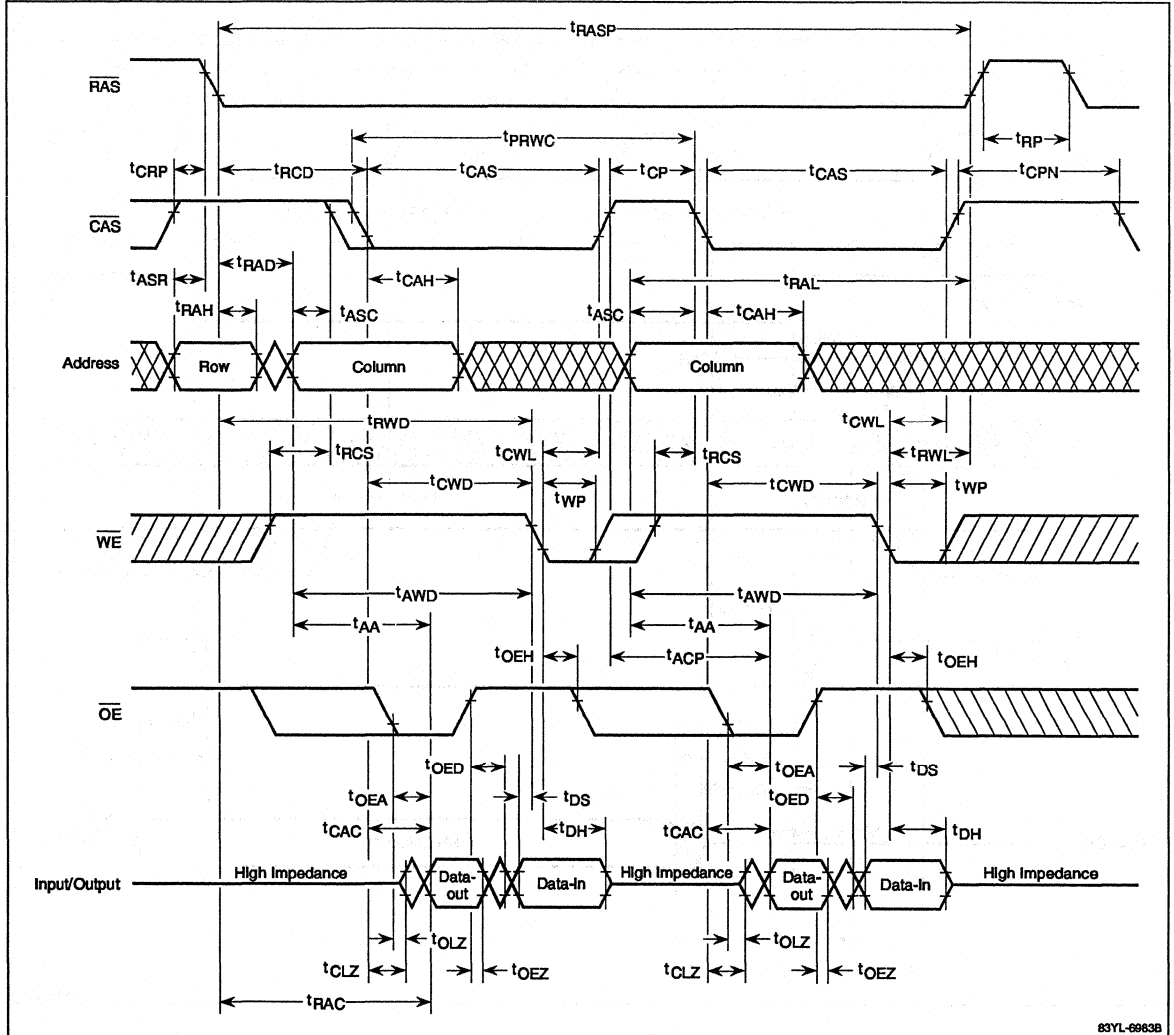 tRASP
RAS
tPRWC
tRP
tCRP
tRCD
tCAS
tCP
tCAS
tCPN
CAS
tASR
tRAD
tCAH
tRAL
tRAH
tASC
tASC
tCAH
Address
Row
Column
Column
tRWD
tCWL
tRCS
tCWL
tRCS
tRWL
tCWD
tWP
tCWD
tWP
WE
tAWD
tAWD
tAA
tAA
tOEH
tACP
tOEH
OE
tOED
tOEA
tDS
tOEA
tDS
tOED
tCAC
tDH
tCAC
tDH
Input/Output
High Impedance
Data-out
Data-In
High Impedance
Data-out
Data-In
High Impedance
tOLZ
tOLZ
tCLZ
tOEZ
tCLZ
tOEZ
tRAC
83YL-6983B